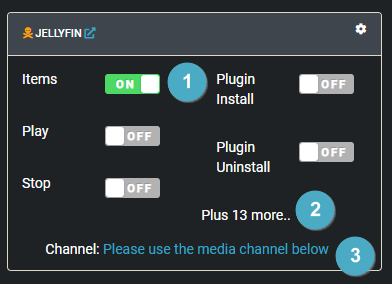 JELLYFIN
Items ON 1
Plugin
Install OFF
Play OFF
Plugin
Uninstall OFF
Stop OFF
Plus 13 more.. 2
Channel: Please use the media channel below 3